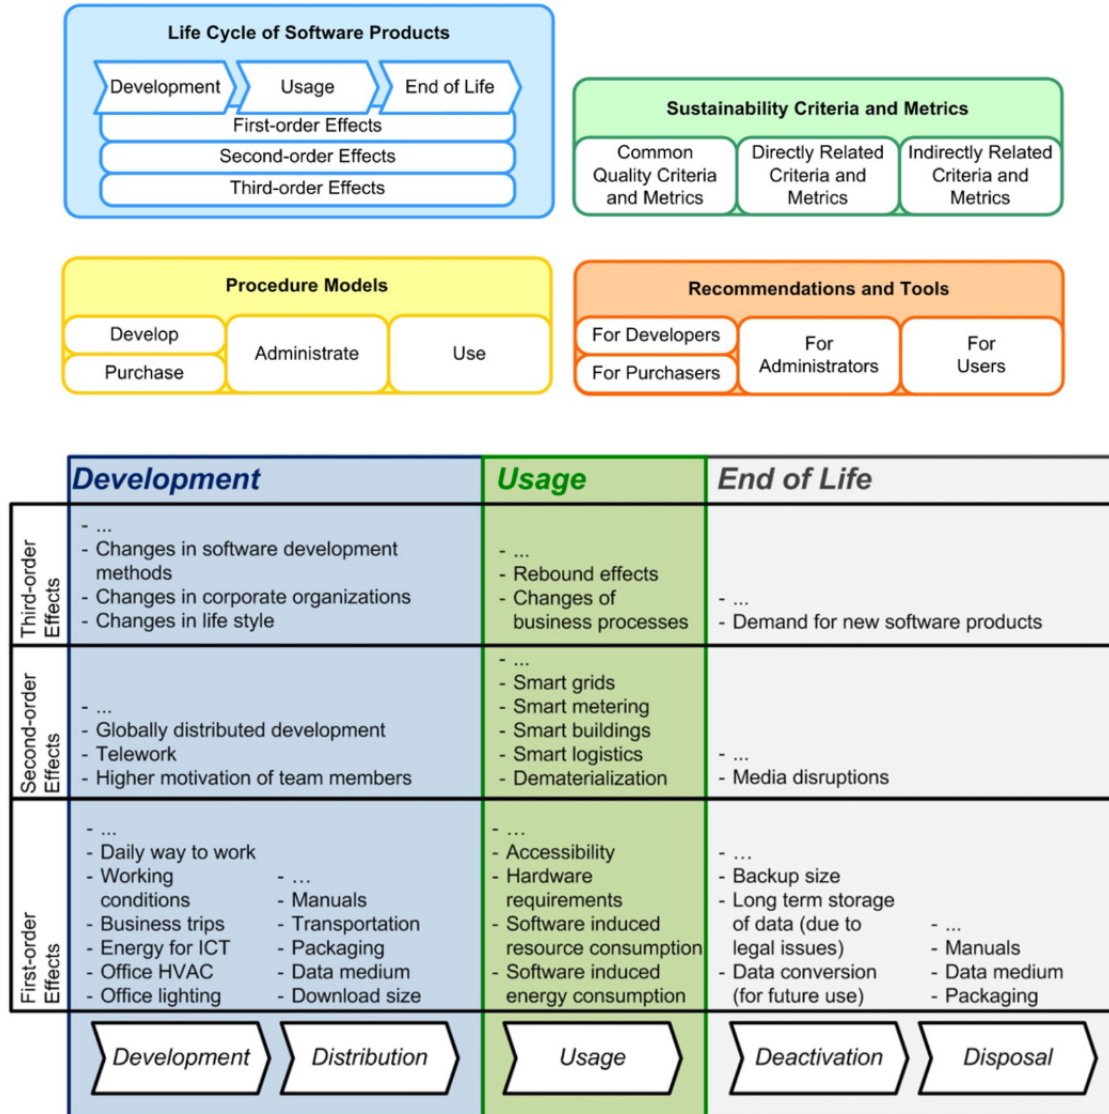 Life Cycle of Software Products
Development
Usage
End of Life
First-order Effects
Second-order Effects
Third-order Effects
Sustainability Criteria and Metrics
Common
Quality Criteria
and Metrics
Directly Related
Criteria and
Metrics
Indirectly Related
Criteria and
Metrics
Procedure Models
Develop
Purchase
Administrate
Use
Recommendations and Tools
For Developers
For Purchasers
For
Administrators
For
Users
Development
Usage
End of Life
Third-order
Effects
- ...
- Changes in software development
methods
- Changes in corporate organizations
- Changes in life style
- ...
- Rebound effects
- Changes of
business processes
- ...
- Demand for new software products
Second-order
Effects
- ...
- Globally distributed development
- Telework
- Higher motivation of team members
- ...
- Smart grids
- Smart metering
- Smart buildings
- Smart logistics
- Dematerialization
- ...
- Media disruptions
First-order
Effects
- ...
- Daily way to work
- Working
conditions
- Business trips
- Energy for ICT
- Office HVAC
- Office lighting
- ...
- Manuals
- Transportation
- Packaging
- Data medium
- Download size
- ...
- Accessibility
- Hardware
requirements
- Software induced
resource consumption
- Software induced
energy consumption
- ...
- Backup size
- Long term storage
of data (due to
legal issues)
- Data conversion
(for future use)
- ...
- Manuals
- Data medium
- Packaging
Development
Distribution
Usage
Deactivation
Disposal